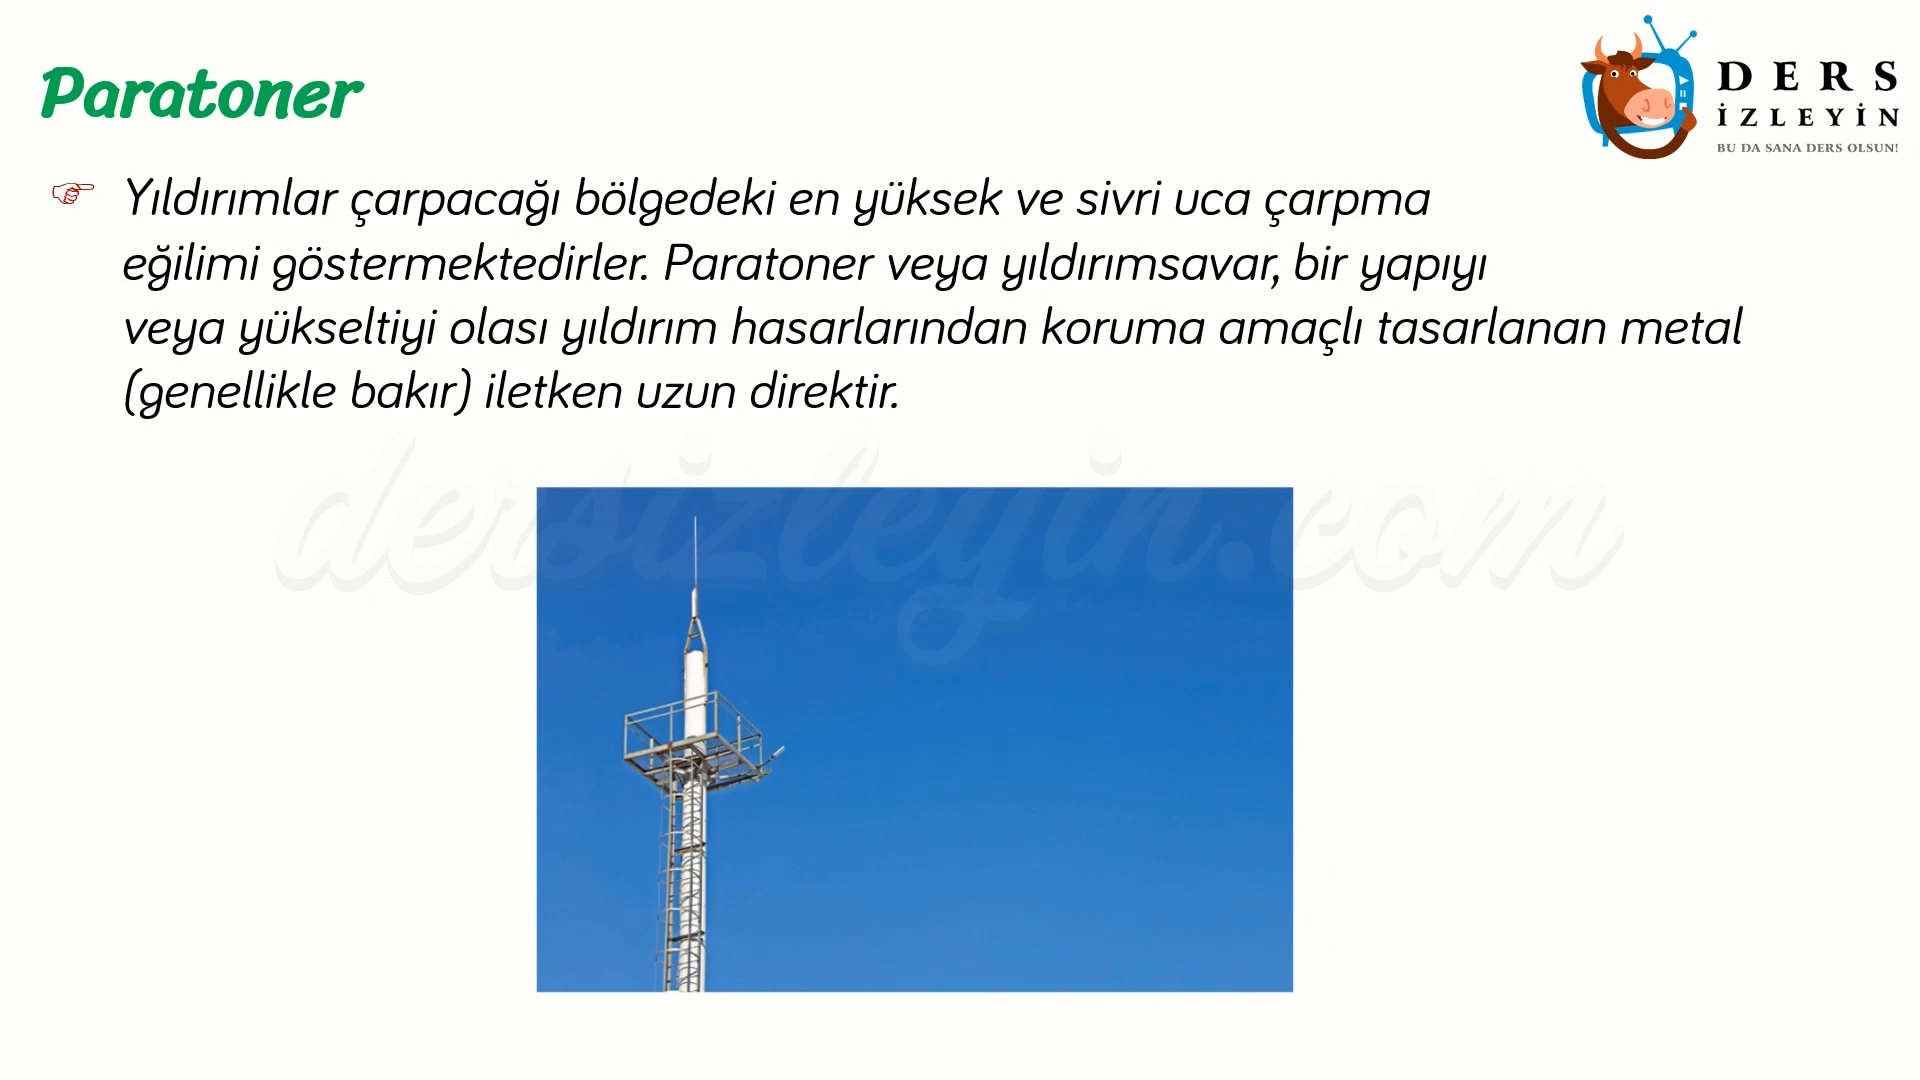 Paratoner
DERS
İZLEYİN
BU DA SANA DERS OLSUN!
Yıldırımlar çarpacağı bölgedeki en yüksek ve sivri uca çarpma
eğilimi göstermektedirler. Paratoner veya yıldırımsavar, bir yapıyı
veya yükseltiyi olası yıldırım hasarlarından koruma amaçlı tasarlanan metal
(genellikle bakır) iletken uzun direktir.
dersizleyin.com